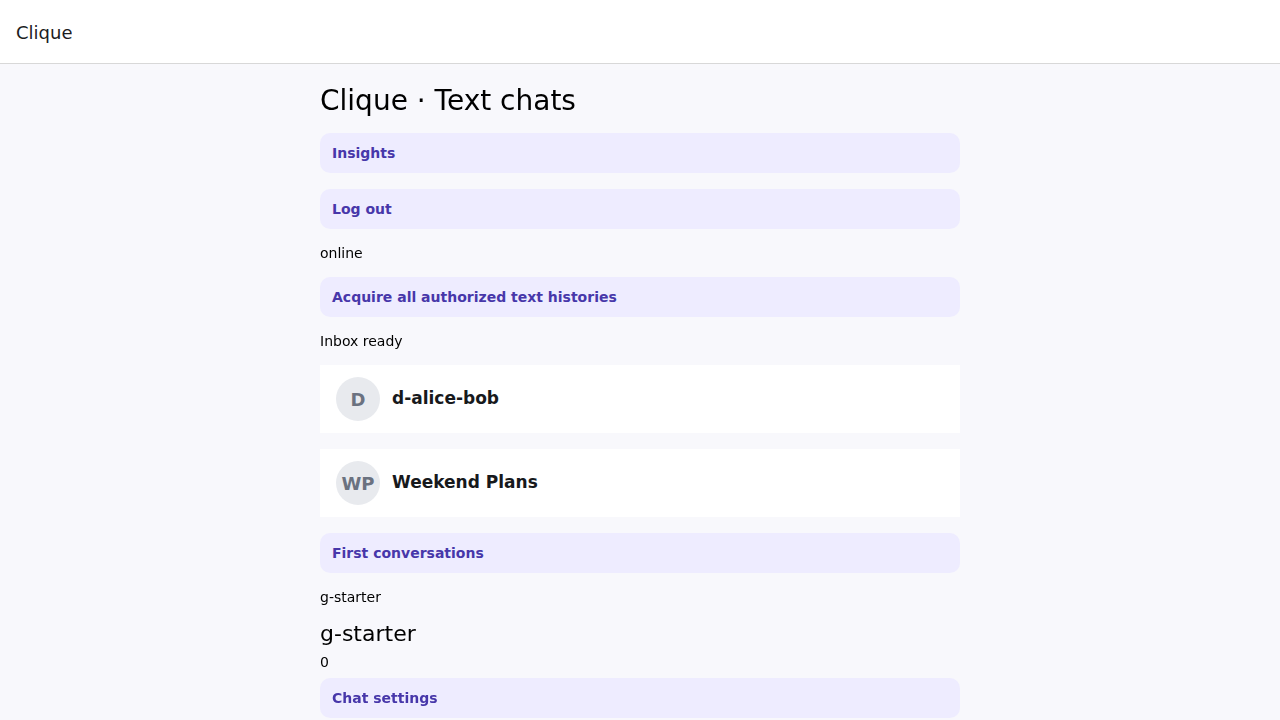 Clique
Clique · Text chats
Insights
Log out
online
Acquire all authorized text histories
Inbox ready
D
d-alice-bob
WP
Weekend Plans
First conversations
g-starter
g-starter
0
Chat settings